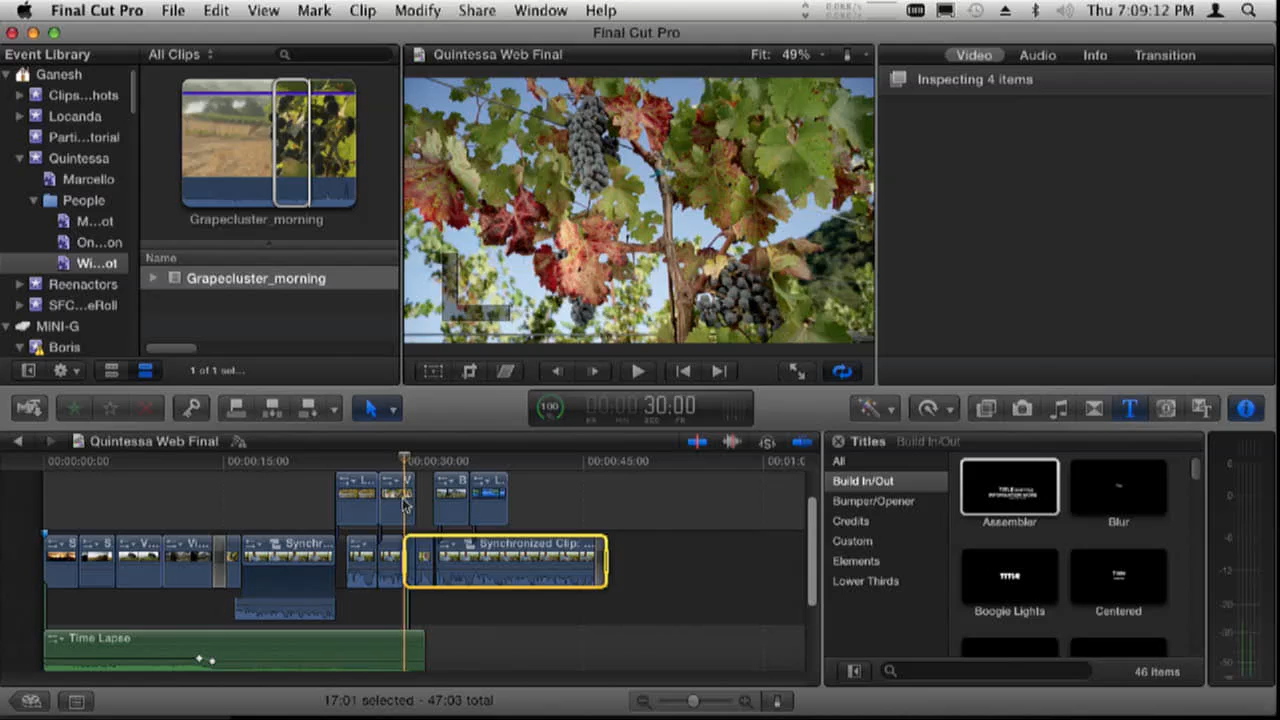 Final Cut Pro File Edit View Mark Clip Modify Share Window Help Thu 7:09:12 PM
Final Cut Pro
Event Library All Clips Quintessa Web Final Fit: 49% Video Audio Info Transition
Ganesh
Inspecting 4 items
Clips...hots
Locanda
Parti...torial
Quintessa
Marcello
People
M...ot
Grapecluster_morning
On...on
Name
Wi...ot
Grapecluster_morning
Reenactors
SFC...eRoll
MINI-G
Boris
1 of 1 sel...
100 30:00
Quintessa Web Final
Titles Build In/Out
00:00:00:00 00:00:15:00 00:00:30:00 00:00:45:00 00:01:0
All
Build In/Out
Bumper/Opener
Credits
Custom
Elements
Lower Thirds
Assembler Blur
TITLE
Boogie Lights Centered
L... V B L..
S S V... Vi... Synchr... Synchronized Clip: ...
Time Lapse
46 items
17:01 selected - 47:03 total